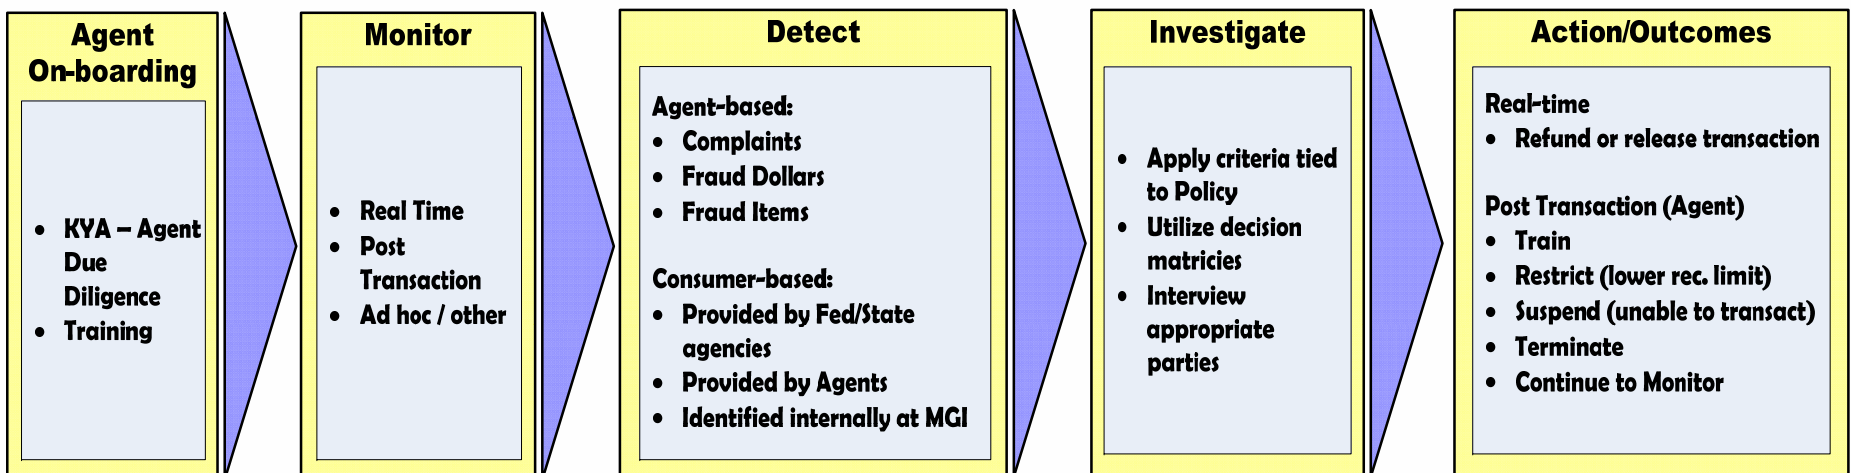 Agent
On-boarding
• KYA – Agent
Due
Diligence
• Training
Monitor
• Real Time
• Post
Transaction
• Ad hoc / other
Detect
Agent-based:
• Complaints
• Fraud Dollars
• Fraud Items
Consumer-based:
• Provided by Fed/State
agencies
• Provided by Agents
• Identified internally at MGI
Investigate
• Apply criteria tied
to Policy
• Utilize decision
matricies
• Interview
appropriate
parties
Action/Outcomes
Real-time
• Refund or release transaction
Post Transaction (Agent)
• Train
• Restrict (lower rec. limit)
• Suspend (unable to transact)
• Terminate
• Continue to Monitor